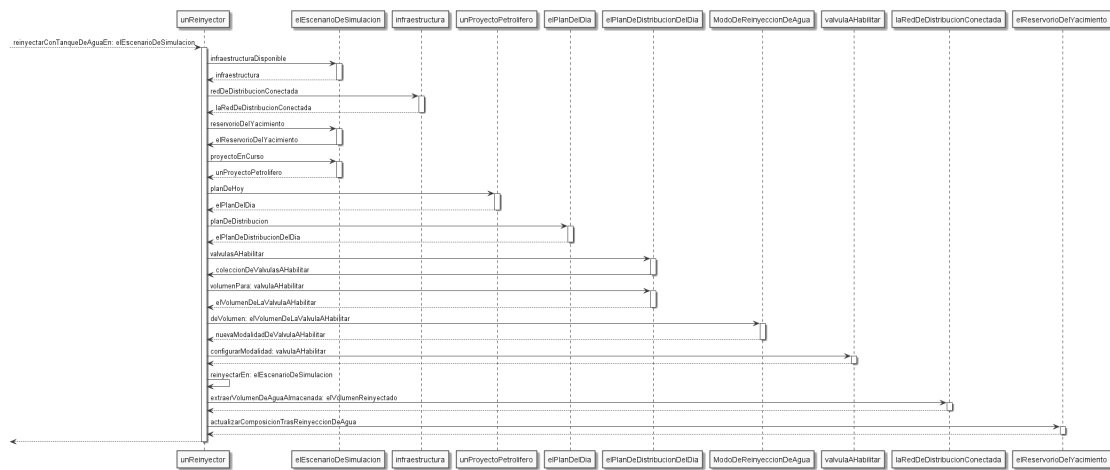 unReinyector elEscenarioDeSimulacion infraestructura unProyectoPetrolifero elPlanDelDia elPlanDeDistribucionDelDia ModoDeReinyeccionDeAgua valvulaAHabilitar laRedDeDistribucionConectada elReservorioDelYacimiento
reinyectarConTanqueDeAguaEn: elEscenarioDeSimulacion
infraestructuraDisponible
infraestructura
redDeDistribucionConectada
laRedDeDistribucionConectada
reservorioDelYacimiento
elReservorioDelYacimiento
proyectoEnCurso
unProyectoPetrolifero
planDeHoy
elPlanDelDia
planDeDistribucion
elPlanDeDistribucionDelDia
valvulasAHabilitar
coleccionDeValvulasAHabilitar
volumenPara: valvulaAHabilitar
elVolumenDeLaValvulaAHabilitar
deVolumen: elVolumenDeLaValvulaAHabilitar
nuevaModalidadDeValvulaAHabilitar
configurarModalidad: valvulaAHabilitar
reinyectarEn: elEscenarioDeSimulacion
extraerVolumenDeAguaAlmacenada: elVolumenReinyectado
actualizarComposicionTrasReinyeccionDeAgua
unReinyector elEscenarioDeSimulacion infraestructura unProyectoPetrolifero elPlanDelDia elPlanDeDistribucionDelDia ModoDeReinyeccionDeAgua valvulaAHabilitar laRedDeDistribucionConectada elReservorioDelYacimiento